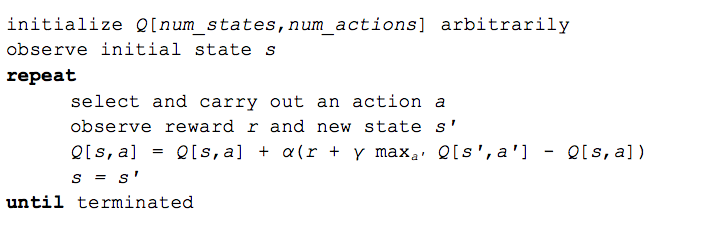 initialize Q[num_states,num_actions] arbitrarily
observe initial state s
repeat
select and carry out an action a
observe reward r and new state s'
Q[s,a] = Q[s,a] + α(r + γ maxa' Q[s',a'] - Q[s,a])
s = s'
until terminated